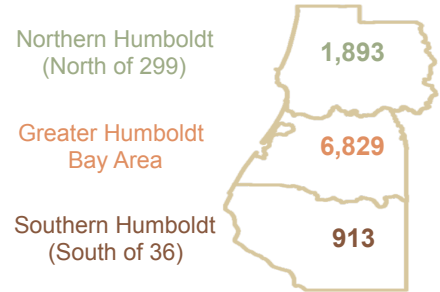 Northern Humboldt
(North of 299)
1,893
Greater Humboldt
Bay Area
6,829
Southern Humboldt
(South of 36)
913